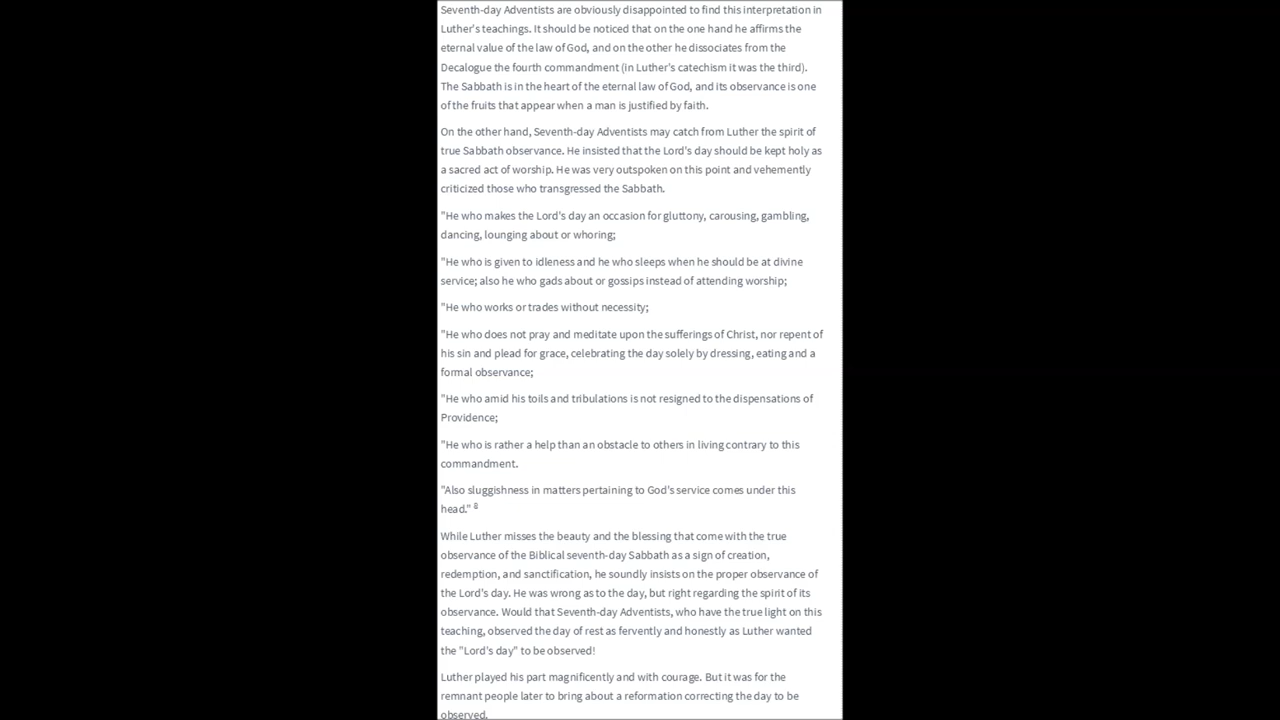 Seventh-day Adventists are obviously disappointed to find this interpretation in
Luther's teachings. It should be noticed that on the one hand he affirms the
eternal value of the law of God, and on the other he dissociates from the
Decalogue the fourth commandment (in Luther's catechism it was the third).
The Sabbath is in the heart of the eternal law of God, and its observance is one
of the fruits that appear when a man is justified by faith.
On the other hand, Seventh-day Adventists may catch from Luther the spirit of
true Sabbath observance. He insisted that the Lord's day should be kept holy as
a sacred act of worship. He was very outspoken on this point and vehemently
criticized those who transgressed the Sabbath.
"He who makes the Lord's day an occasion for gluttony, carousing, gambling,
dancing, lounging about or whoring;
"He who is given to idleness and he who sleeps when he should be at divine
service; also he who gads about or gossips instead of attending worship;
"He who works or trades without necessity;
"He who does not pray and meditate upon the sufferings of Christ, nor repent of
his sin and plead for grace, celebrating the day solely by dressing, eating and a
formal observance;
"He who amid his toils and tribulations is not resigned to the dispensations of
Providence;
"He who is rather a help than an obstacle to others in living contrary to this
commandment.
"Also sluggishness in matters pertaining to God's service comes under this
head." 8
While Luther misses the beauty and the blessing that come with the true
observance of the Biblical seventh-day Sabbath as a sign of creation,
redemption, and sanctification, he soundly insists on the proper observance of
the Lord's day. He was wrong as to the day, but right regarding the spirit of its
observance. Would that Seventh-day Adventists, who have the true light on this
teaching, observed the day of rest as fervently and honestly as Luther wanted
the "Lord's day" to be observed!
Luther played his part magnificently and with courage. But it was for the
remnant people later to bring about a reformation correcting the day to be
observed.